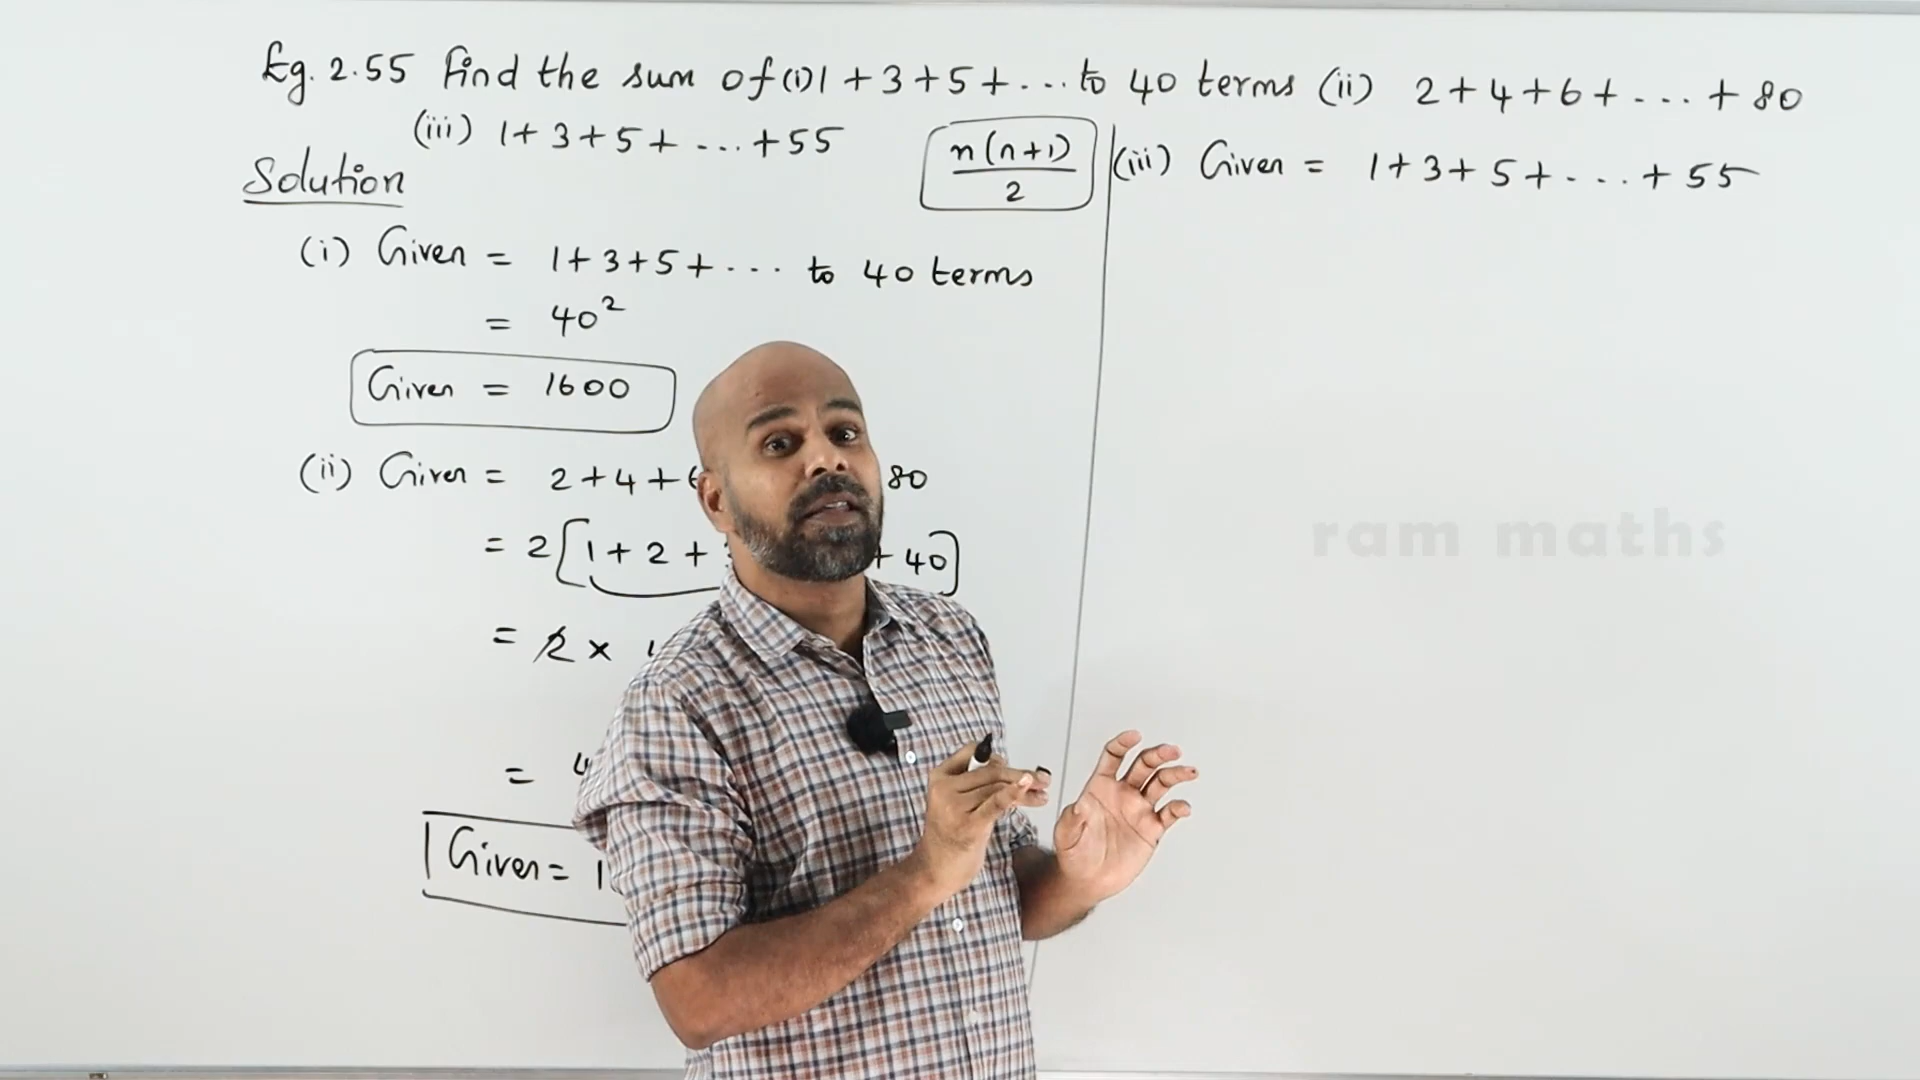 Eg. 2.55 Find the sum of (i) 1 + 3 + 5 + ... to 40 terms (ii) 2 + 4 + 6 + ... + 80
(iii) 1 + 3 + 5 + ... + 55
Solution
(i) Given = 1 + 3 + 5 + ... to 40 terms
= 40²
Given = 1600
(ii) Given = 2 + 4 + 80
= 2 [1 + 2 + + 40]
= 2 ×
=
Given = 1
n(n+1)
2
(iii) Given = 1 + 3 + 5 + ... + 55
ram maths